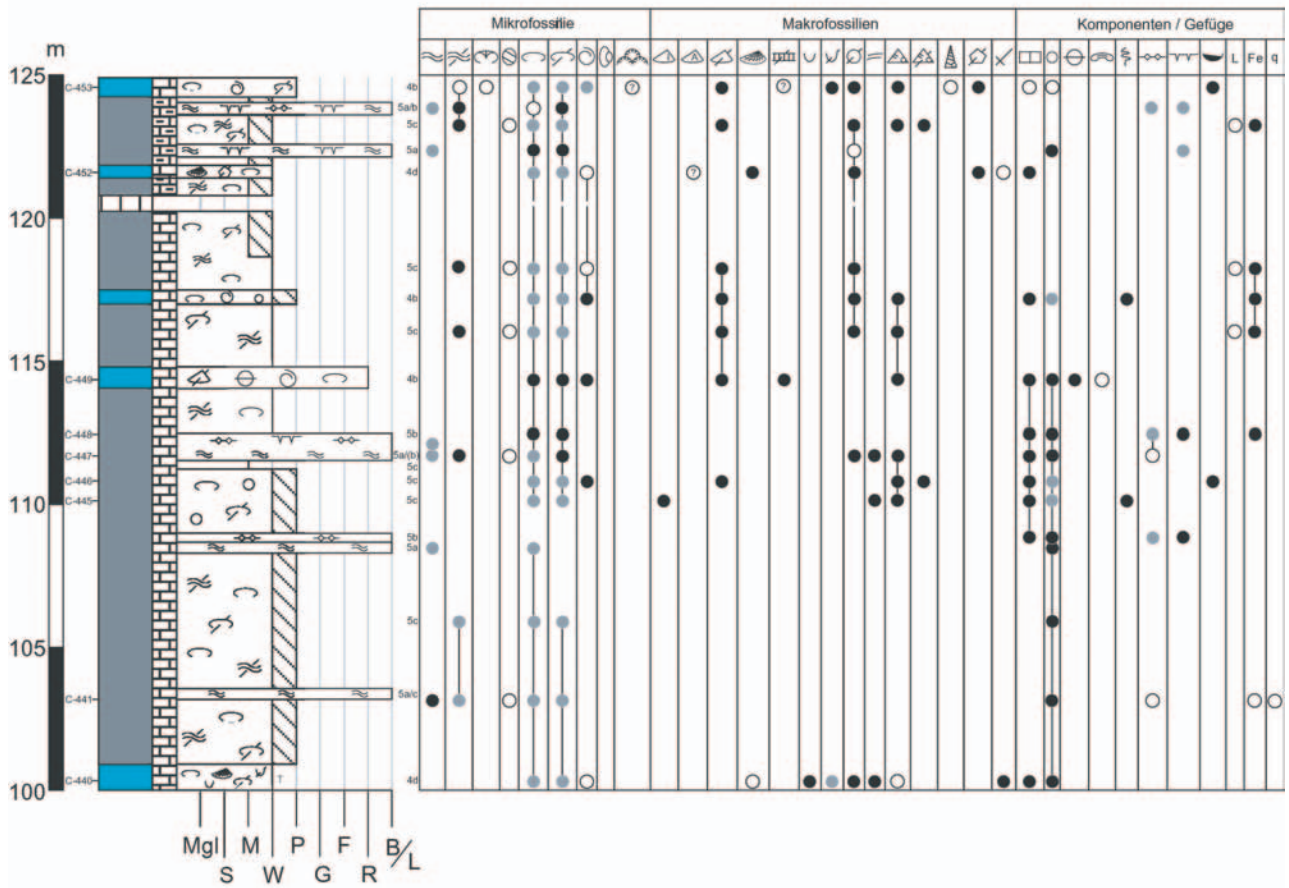 Mikrofossilie
Makrofossilien
Komponenten / Gefüge
m
L Fe q
125
C-453
4b
?
?
5a/b
5c
5a
C-452
4d
?
120
5c
4b
5c
115
C-449
4b
C-448
5b
C-447
5a/(b)
5c
C-446
5c
110
C-445
5c
5b
5a
5c
105
C-441
5a/c
C-440
4d
T
100
Mgl M P F B/L
S W G R